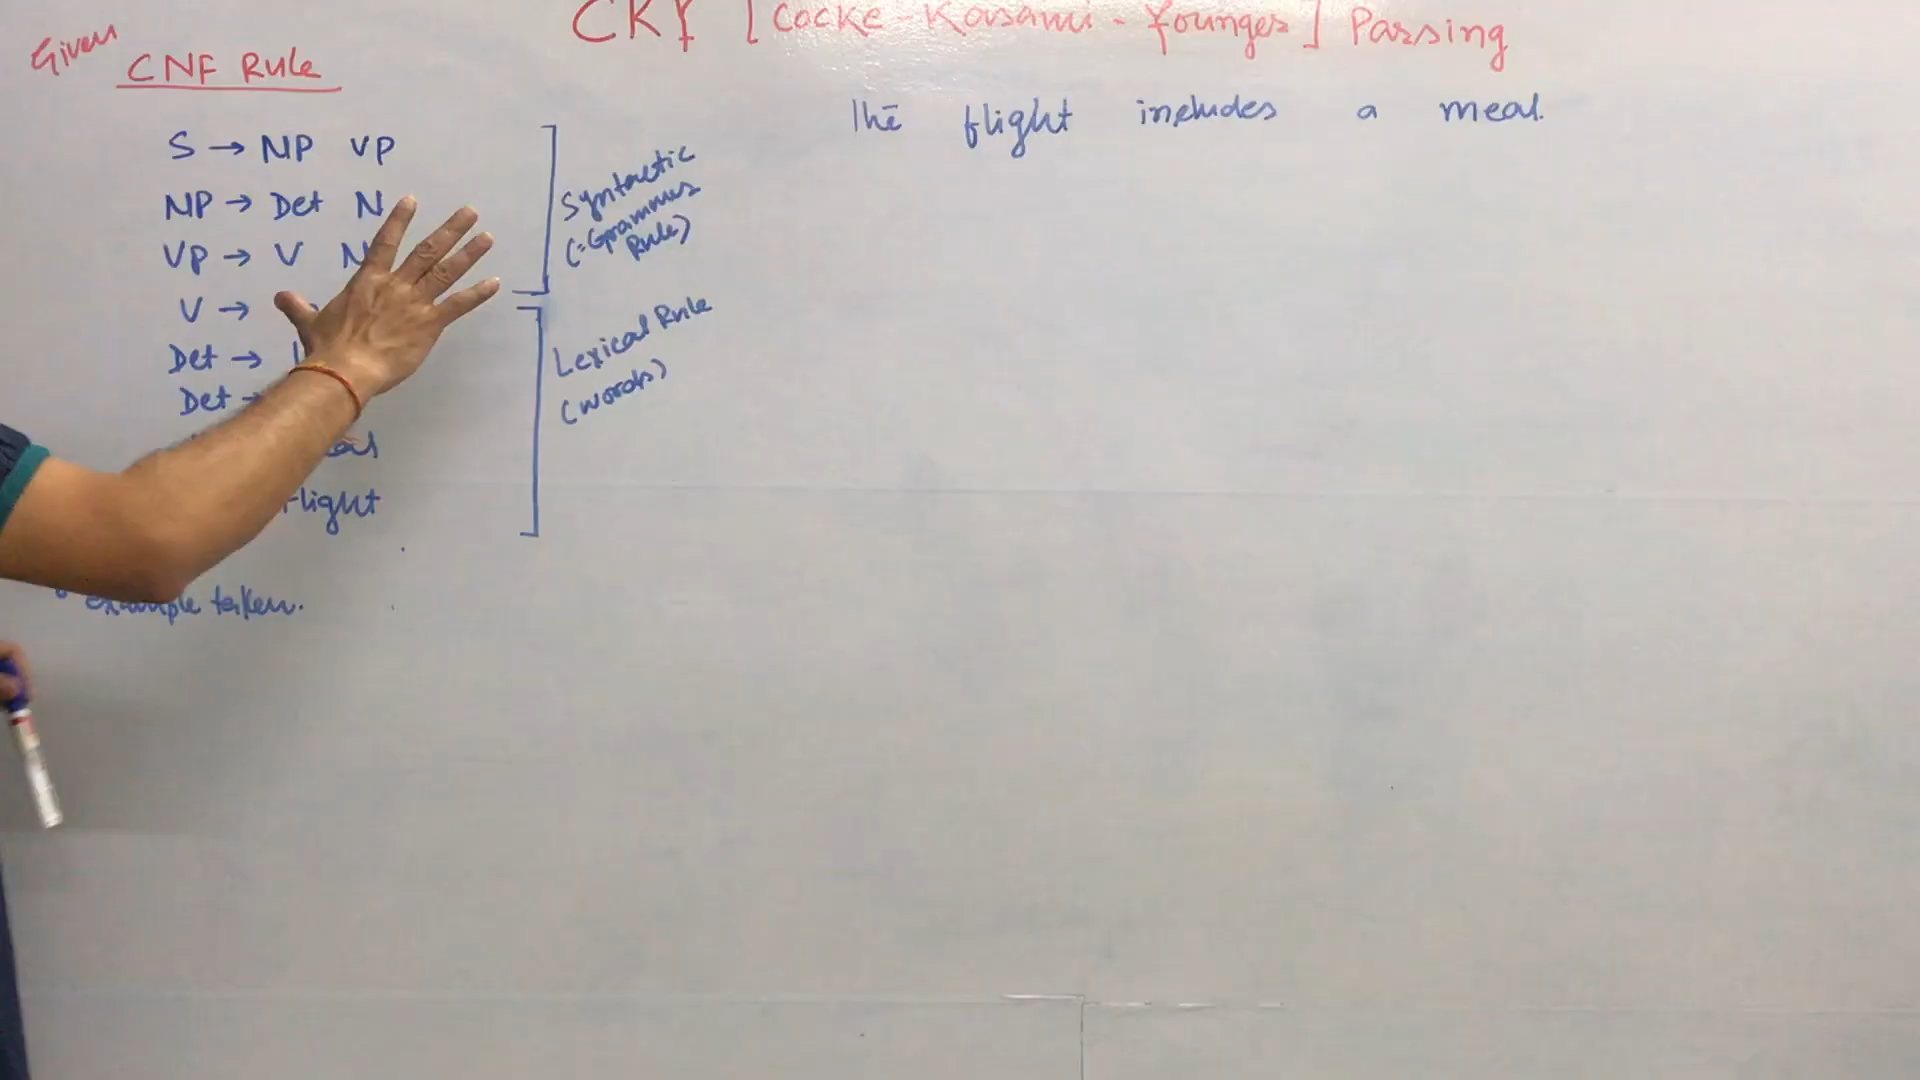 CKY [Cocke-Kasami-Younger] Parsing
Given
CNF Rule
The flight includes a meal.
S → NP VP
NP → Det N
VP → V
V →
Det →
Det →
flight
Syntactic
(=Grammar
Rule)
Lexical Rule
(words)
example taken.